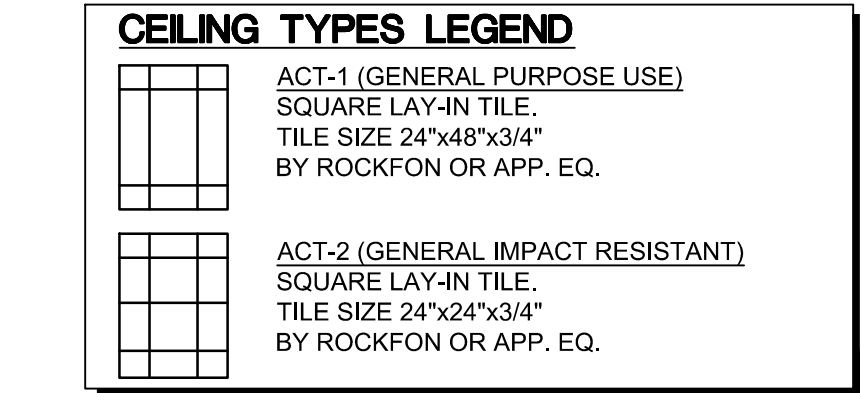 CEILING TYPES LEGEND
ACT-1 (GENERAL PURPOSE USE)
SQUARE LAY-IN TILE.
TILE SIZE 24"x48"x3/4"
BY ROCKFON OR APP. EQ.
ACT-2 (GENERAL IMPACT RESISTANT)
SQUARE LAY-IN TILE.
TILE SIZE 24"x24"x3/4"
BY ROCKFON OR APP. EQ.